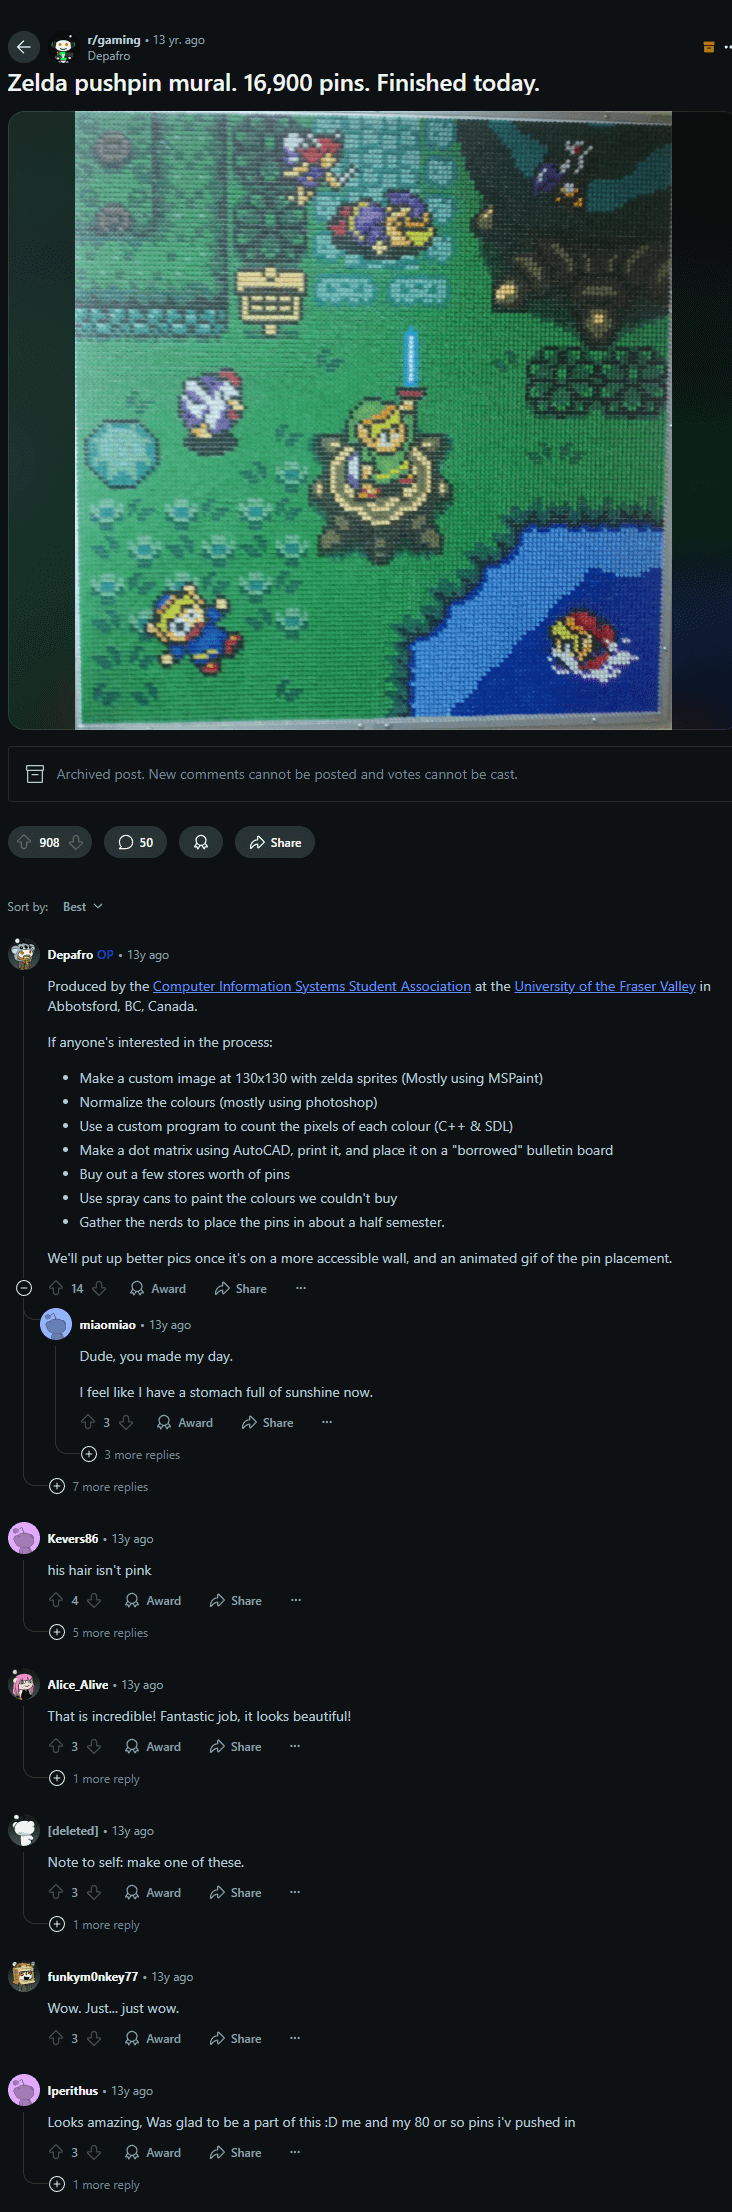 r/gaming • 13 yr. ago
Depafro
Zelda pushpin mural. 16,900 pins. Finished today.
Archived post. New comments cannot be posted and votes cannot be cast.
908 50 Share
Sort by: Best
Depafro OP • 13y ago
Produced by the Computer Information Systems Student Association at the University of the Fraser Valley in
Abbotsford, BC, Canada.
If anyone's interested in the process:
• Make a custom image at 130x130 with zelda sprites (Mostly using MSPaint)
• Normalize the colours (mostly using photoshop)
• Use a custom program to count the pixels of each colour (C++ & SDL)
• Make a dot matrix using AutoCAD, print it, and place it on a "borrowed" bulletin board
• Buy out a few stores worth of pins
• Use spray cans to paint the colours we couldn't buy
• Gather the nerds to place the pins in about a half semester.
We'll put up better pics once it's on a more accessible wall, and an animated gif of the pin placement.
14 Award Share ...
miaomiao • 13y ago
Dude, you made my day.
I feel like I have a stomach full of sunshine now.
3 Award Share ...
3 more replies
7 more replies
Kevers86 • 13y ago
his hair isn't pink
4 Award Share ...
5 more replies
Alice_Alive • 13y ago
That is incredible! Fantastic job, it looks beautiful!
3 Award Share ...
1 more reply
[deleted] • 13y ago
Note to self: make one of these.
3 Award Share ...
1 more reply
funkym0nkey77 • 13y ago
Wow. Just... just wow.
3 Award Share ...
Iperithus • 13y ago
Looks amazing, Was glad to be a part of this :D me and my 80 or so pins i'v pushed in
3 Award Share ...
1 more reply